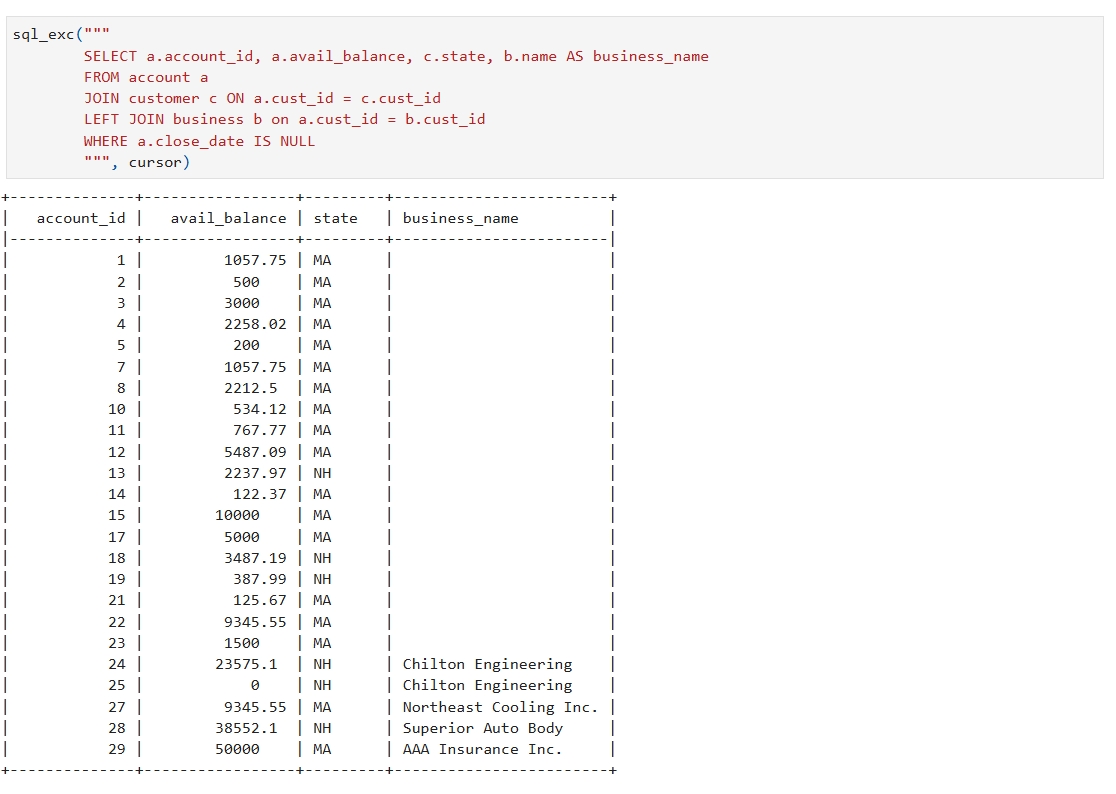 sql_exc("""
SELECT a.account_id, a.avail_balance, c.state, b.name AS business_name
FROM account a
JOIN customer c ON a.cust_id = c.cust_id
LEFT JOIN business b on a.cust_id = b.cust_id
WHERE a.close_date IS NULL
""", cursor)
+--------------+-----------------+---------+------------------------+
|   account_id |   avail_balance | state   | business_name          |
|--------------+-----------------+---------+------------------------|
|            1 |         1057.75 | MA      |                        |
|            2 |          500    | MA      |                        |
|            3 |         3000    | MA      |                        |
|            4 |         2258.02 | MA      |                        |
|            5 |          200    | MA      |                        |
|            7 |         1057.75 | MA      |                        |
|            8 |         2212.5  | MA      |                        |
|           10 |          534.12 | MA      |                        |
|           11 |          767.77 | MA      |                        |
|           12 |         5487.09 | MA      |                        |
|           13 |         2237.97 | NH      |                        |
|           14 |          122.37 | MA      |                        |
|           15 |        10000    | MA      |                        |
|           17 |         5000    | MA      |                        |
|           18 |         3487.19 | NH      |                        |
|           19 |          387.99 | NH      |                        |
|           21 |          125.67 | MA      |                        |
|           22 |         9345.55 | MA      |                        |
|           23 |         1500    | MA      |                        |
|           24 |        23575.1  | NH      | Chilton Engineering    |
|           25 |            0    | NH      | Chilton Engineering    |
|           27 |         9345.55 | MA      | Northeast Cooling Inc. |
|           28 |        38552.1  | NH      | Superior Auto Body     |
|           29 |        50000    | MA      | AAA Insurance Inc.     |
+--------------+-----------------+---------+------------------------+